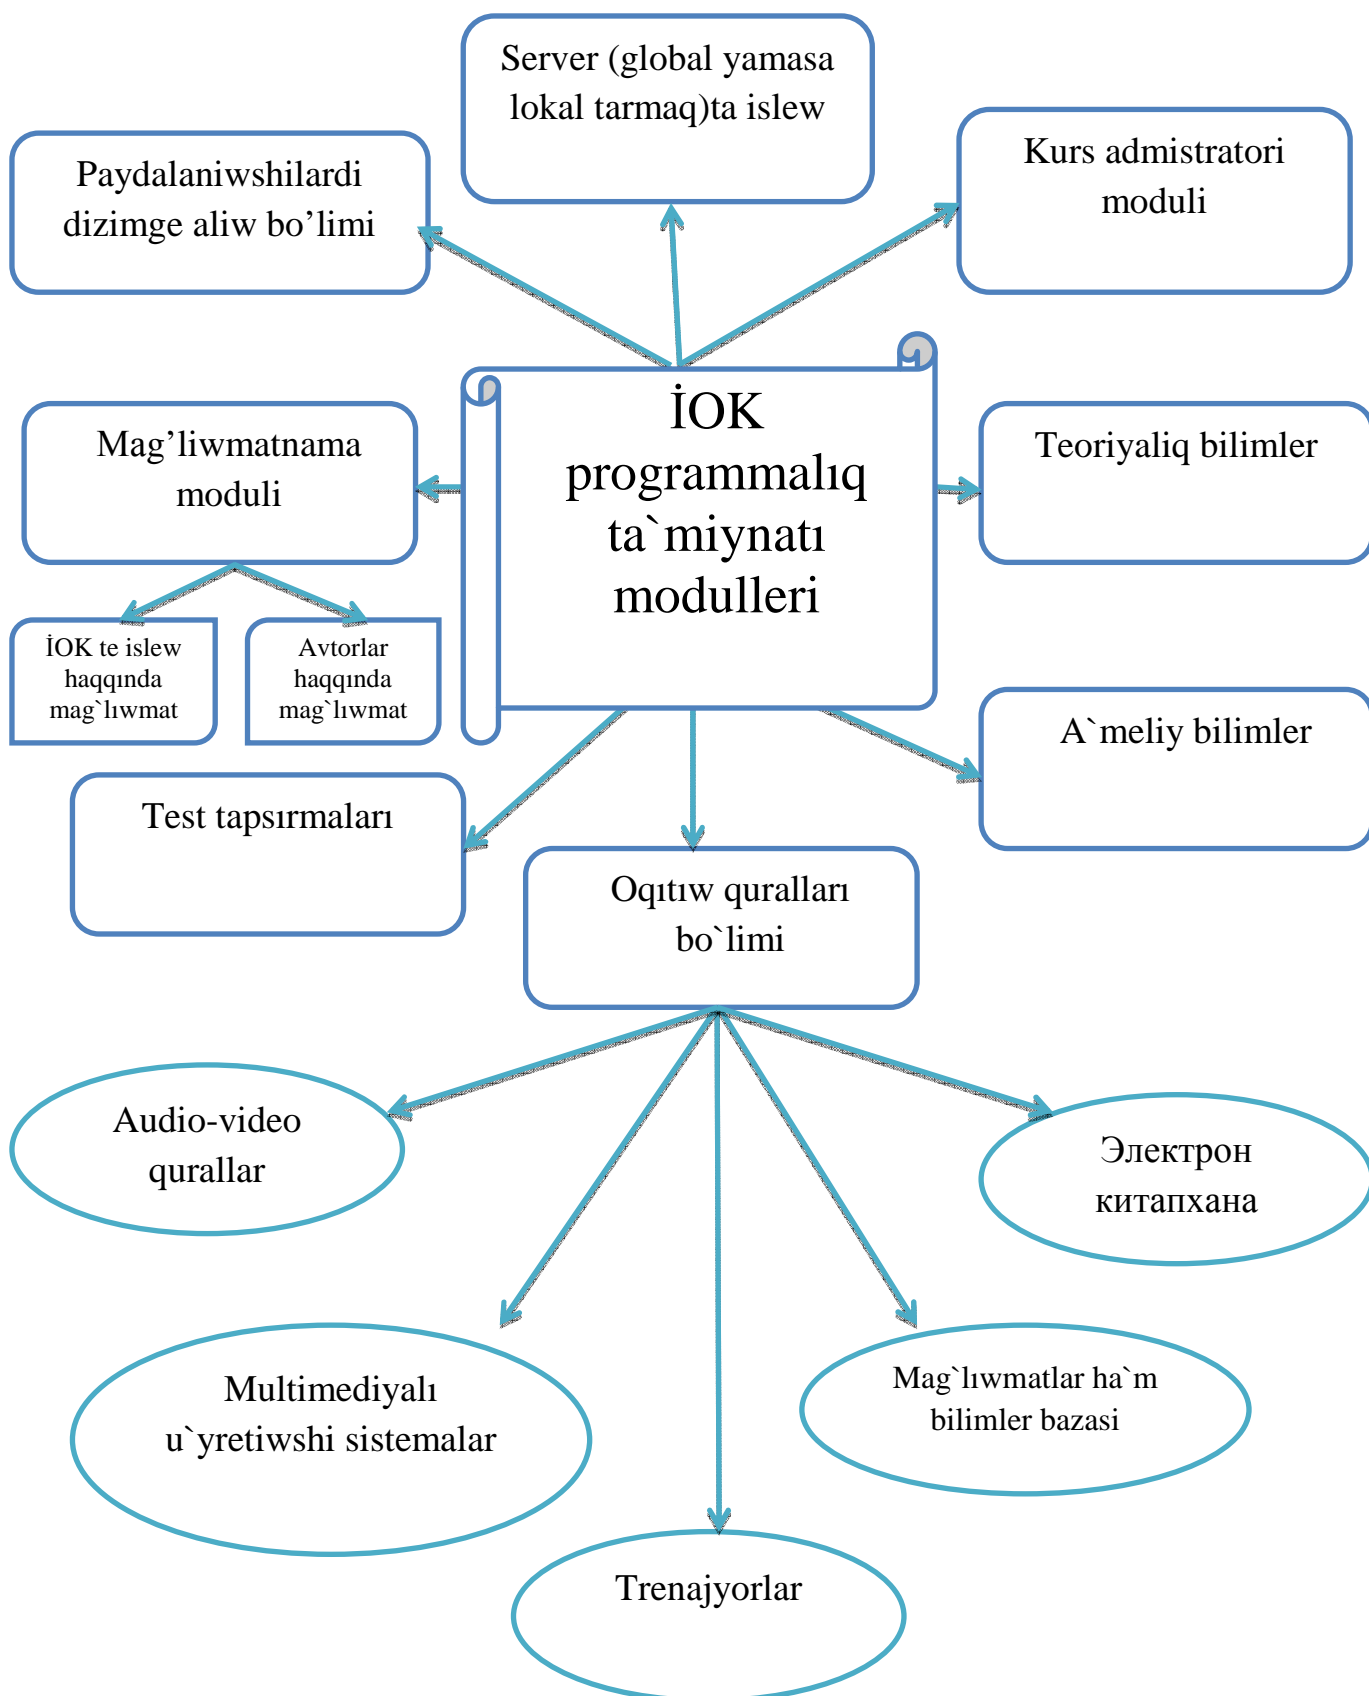 Server (global yamasa
lokal tarmaq)ta islew
Paydalaniwshilardi
dizimge aliw bo’limi
Kurs admistratori
moduli
İOK
programmalıq
ta`miynatı
modulleri
Mag’liwmatnama
moduli
Teoriyaliq bilimler
İOK te islew
haqqında
mag`lıwmat
Avtorlar
haqqında
mag`lıwmat
A`meliy bilimler
Test tapsırmaları
Oqıtıw quralları
bo`limi
Audio-video
qurallar
Электрон
китапхана
Multimediyalı
u`yretiwshi sistemalar
Mag`lıwmatlar ha`m
bilimler bazasi
Trenajyorlar